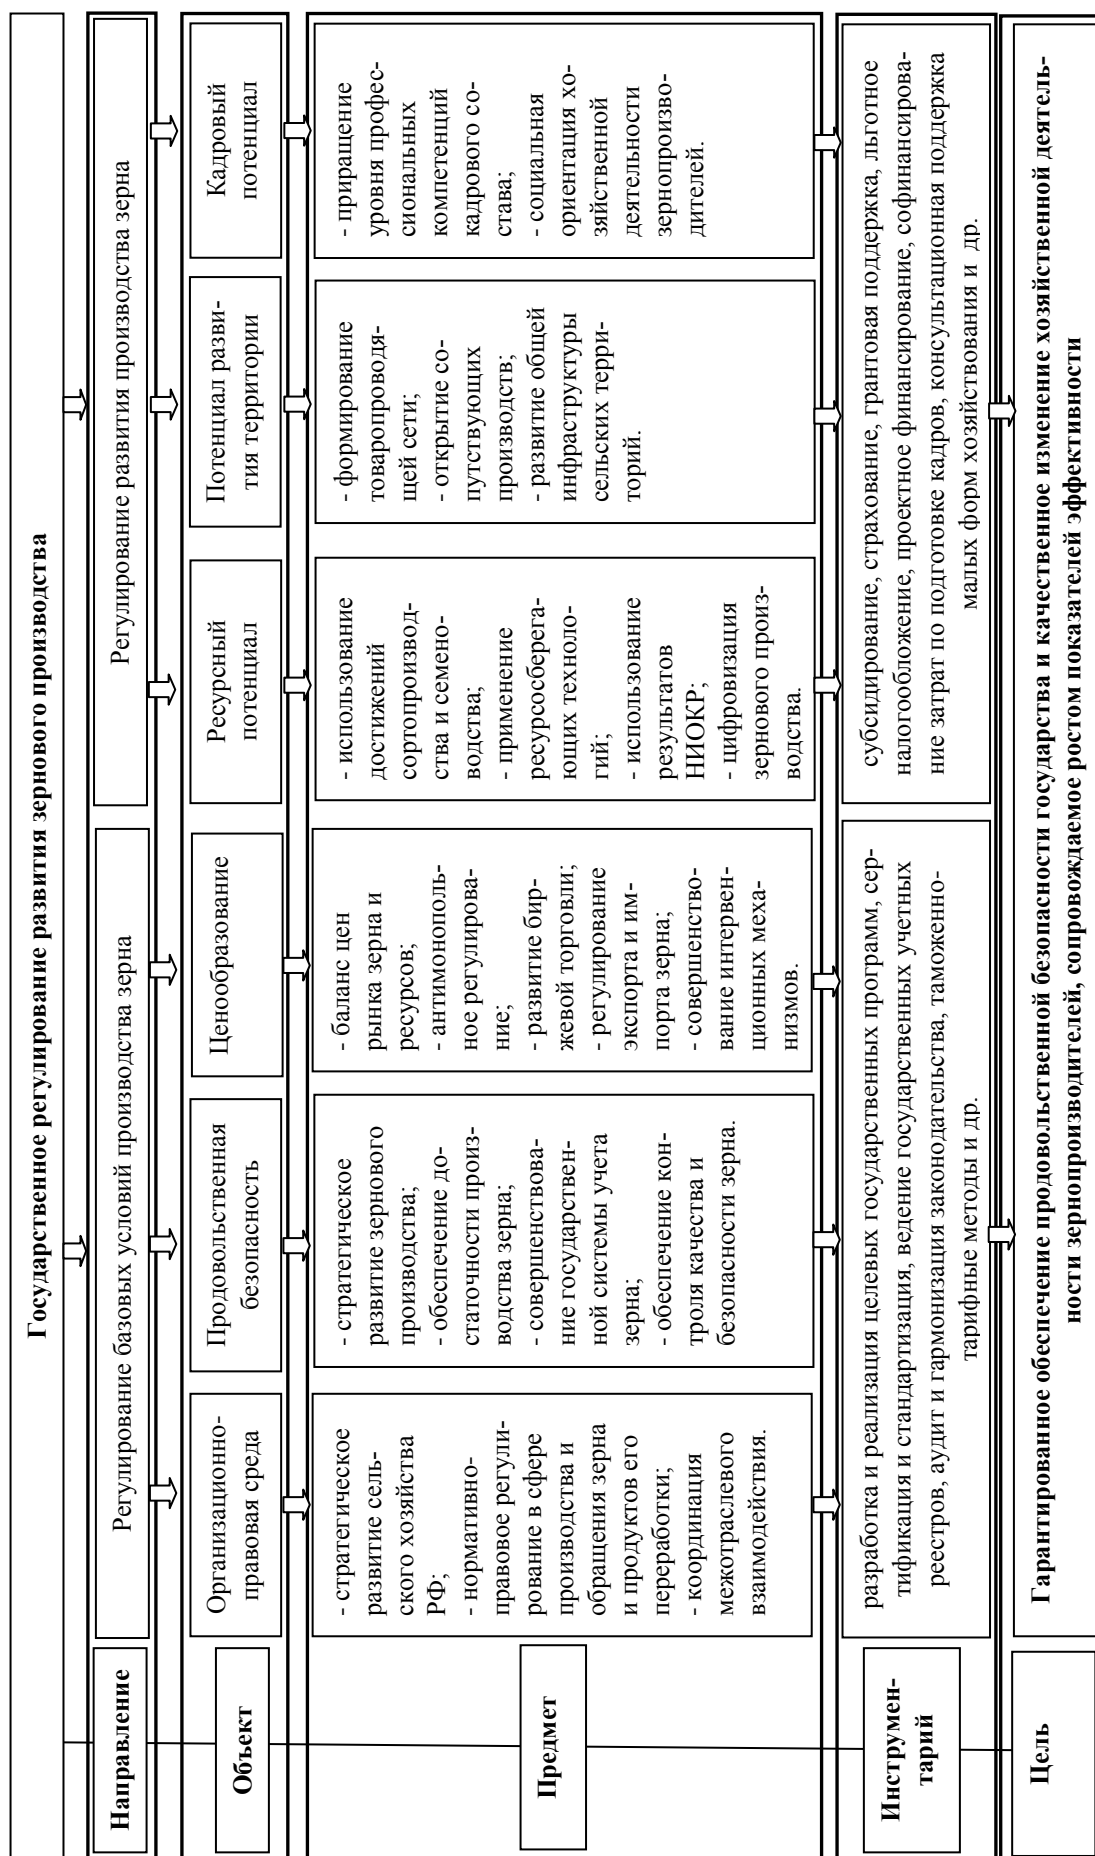 Государственное регулирование развития зернового производства
Направление
Регулирование базовых условий производства зерна
Регулирование развития производства зерна
Объект
Организационно-
правовая среда
Продовольственная
безопасность
Ценообразование
Ресурсный
потенциал
Потенциал разви-
тия территории
Кадровый
потенциал
Предмет
- стратегическое
развитие сель-
ского хозяйства
РФ;
- нормативно-
правовое регули-
рование в сфере
производства и
обращения зерна
и продуктов его
переработки;
- координация
межотраслевого
взаимодействия.
- стратегическое
развитие зернового
производства;
- обеспечение до-
статочности произ-
водства зерна;
- совершенствова-
ние государствен-
ной системы учета
зерна;
- обеспечение кон-
троля качества и
безопасности зерна.
- баланс цен
рынка зерна и
ресурсов;
- антимонополь-
ное регулирова-
ние;
- развитие бир-
жевой торговли;
- регулирование
экспорта и им-
порта зерна;
- совершенство-
вание интервен-
ционных меха-
низмов.
- использование
достижений
сортопроизвод-
ства и семено-
водства;
- применение
ресурсосберега-
ющих техноло-
гий;
- использование
результатов
НИОКР;
- цифровизация
зернового произ-
водства.
- формирование
товаропроводя-
щей сети;
- открытие со-
путствующих
производств;
- развитие общей
инфраструктуры
сельских терри-
торий.
- приращение
уровня профес-
сиональных
компетенций
кадрового со-
става;
- социальная
ориентация хо-
зяйственной
деятельности
зернопроизво-
дителей.
Инструмен-
тарий
разработка и реализация целевых государственных программ, сер-
тификация и стандартизация, ведение государственных учетных
реестров, аудит и гармонизация законодательства, таможенно-
тарифные методы и др.
субсидирование, страхование, грантовая поддержка, льготное
налогообложение, проектное финансирование, софинансирова-
ние затрат по подготовке кадров, консультационная поддержка
малых форм хозяйствования и др.
Цель
Гарантированное обеспечение продовольственной безопасности государства и качественное изменение хозяйственной деятель-
ности зернопроизводителей, сопровождаемое ростом показателей эффективности